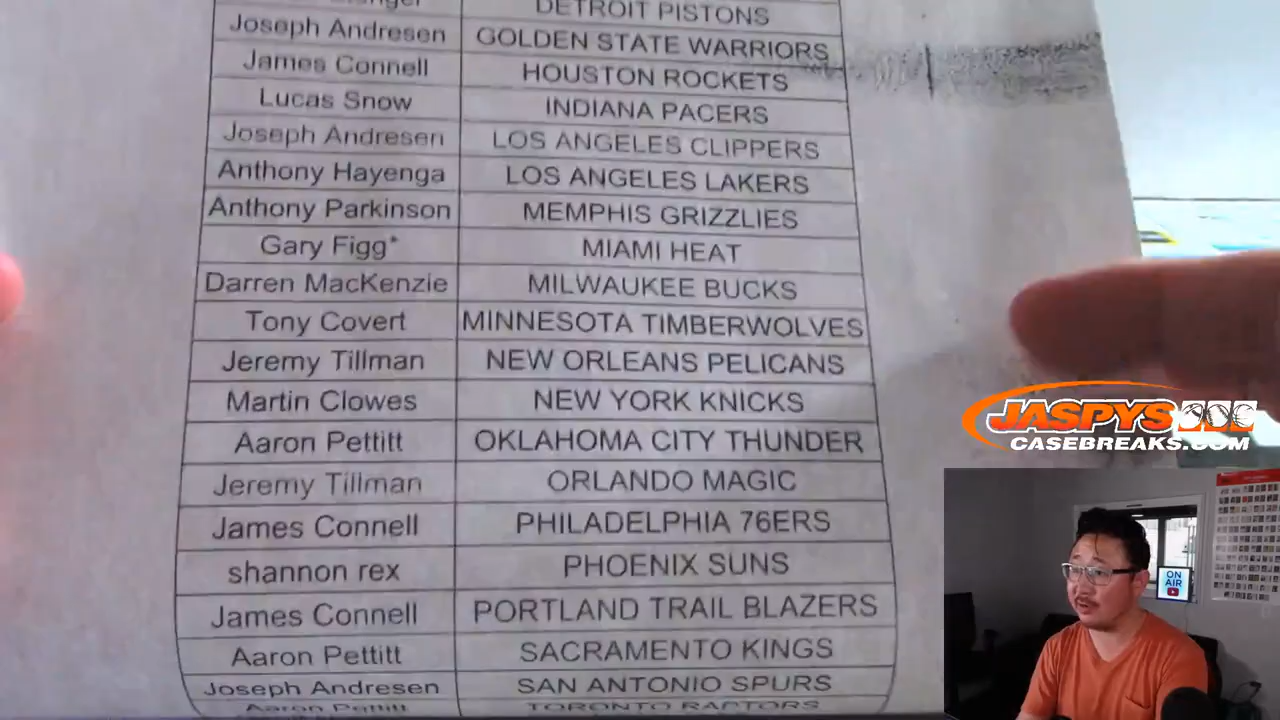 DETROIT PISTONS
Joseph Andresen GOLDEN STATE WARRIORS
James Connell HOUSTON ROCKETS
Lucas Snow INDIANA PACERS
Joseph Andresen LOS ANGELES CLIPPERS
Anthony Hayenga LOS ANGELES LAKERS
Anthony Parkinson MEMPHIS GRIZZLIES
Gary Figg* MIAMI HEAT
Darren MacKenzie MILWAUKEE BUCKS
Tony Covert MINNESOTA TIMBERWOLVES
Jeremy Tillman NEW ORLEANS PELICANS
Martin Clowes NEW YORK KNICKS
Aaron Pettitt OKLAHOMA CITY THUNDER
Jeremy Tillman ORLANDO MAGIC
James Connell PHILADELPHIA 76ERS
shannon rex PHOENIX SUNS
James Connell PORTLAND TRAIL BLAZERS
Aaron Pettitt SACRAMENTO KINGS
Joseph Andresen SAN ANTONIO SPURS
Aaron Pettitt TORONTO RAPTORS
JASPYS
CASEBREAKS.COM
ON
AIR